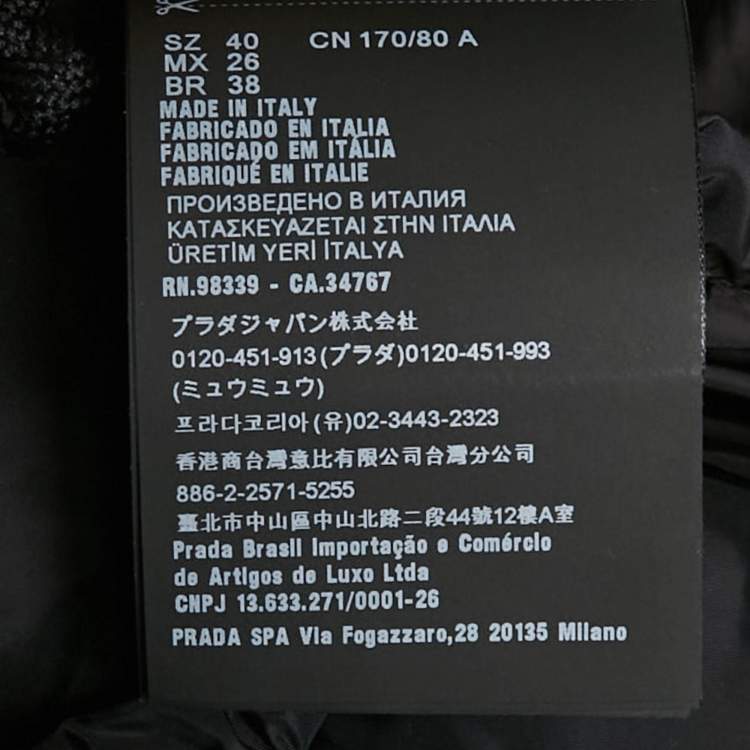 SZ 40 CN 170/80 A
MX 26
BR 38
MADE IN ITALY
FABRICADO EN ITALIA
FABRICADO EM ITÁLIA
FABRIQUÉ EN ITALIE
ПРОИЗВЕДЕНО В ИТАЛИЯ
ΚΑΤΑΣΚΕΥΑΖΕΤΑΙ ΣΤΗΝ ΙΤΑΛΙΑ
ÜRETİM YERİ İTALYA
RN.98339 - CA.34767
プラダジャパン株式会社
0120-451-913(プラダ)0120-451-993
(ミュウミュウ)
프라다코리아(유)02-3443-2323
香港商台灣意比有限公司台灣分公司
886-2-2571-5255
臺北市中山區中山北路二段44號12樓A室
Prada Brasil Importação e Comércio
de Artigos de Luxo Ltda
CNPJ 13.633.271/0001-26
PRADA SPA Via Fogazzaro,28 20135 Milano